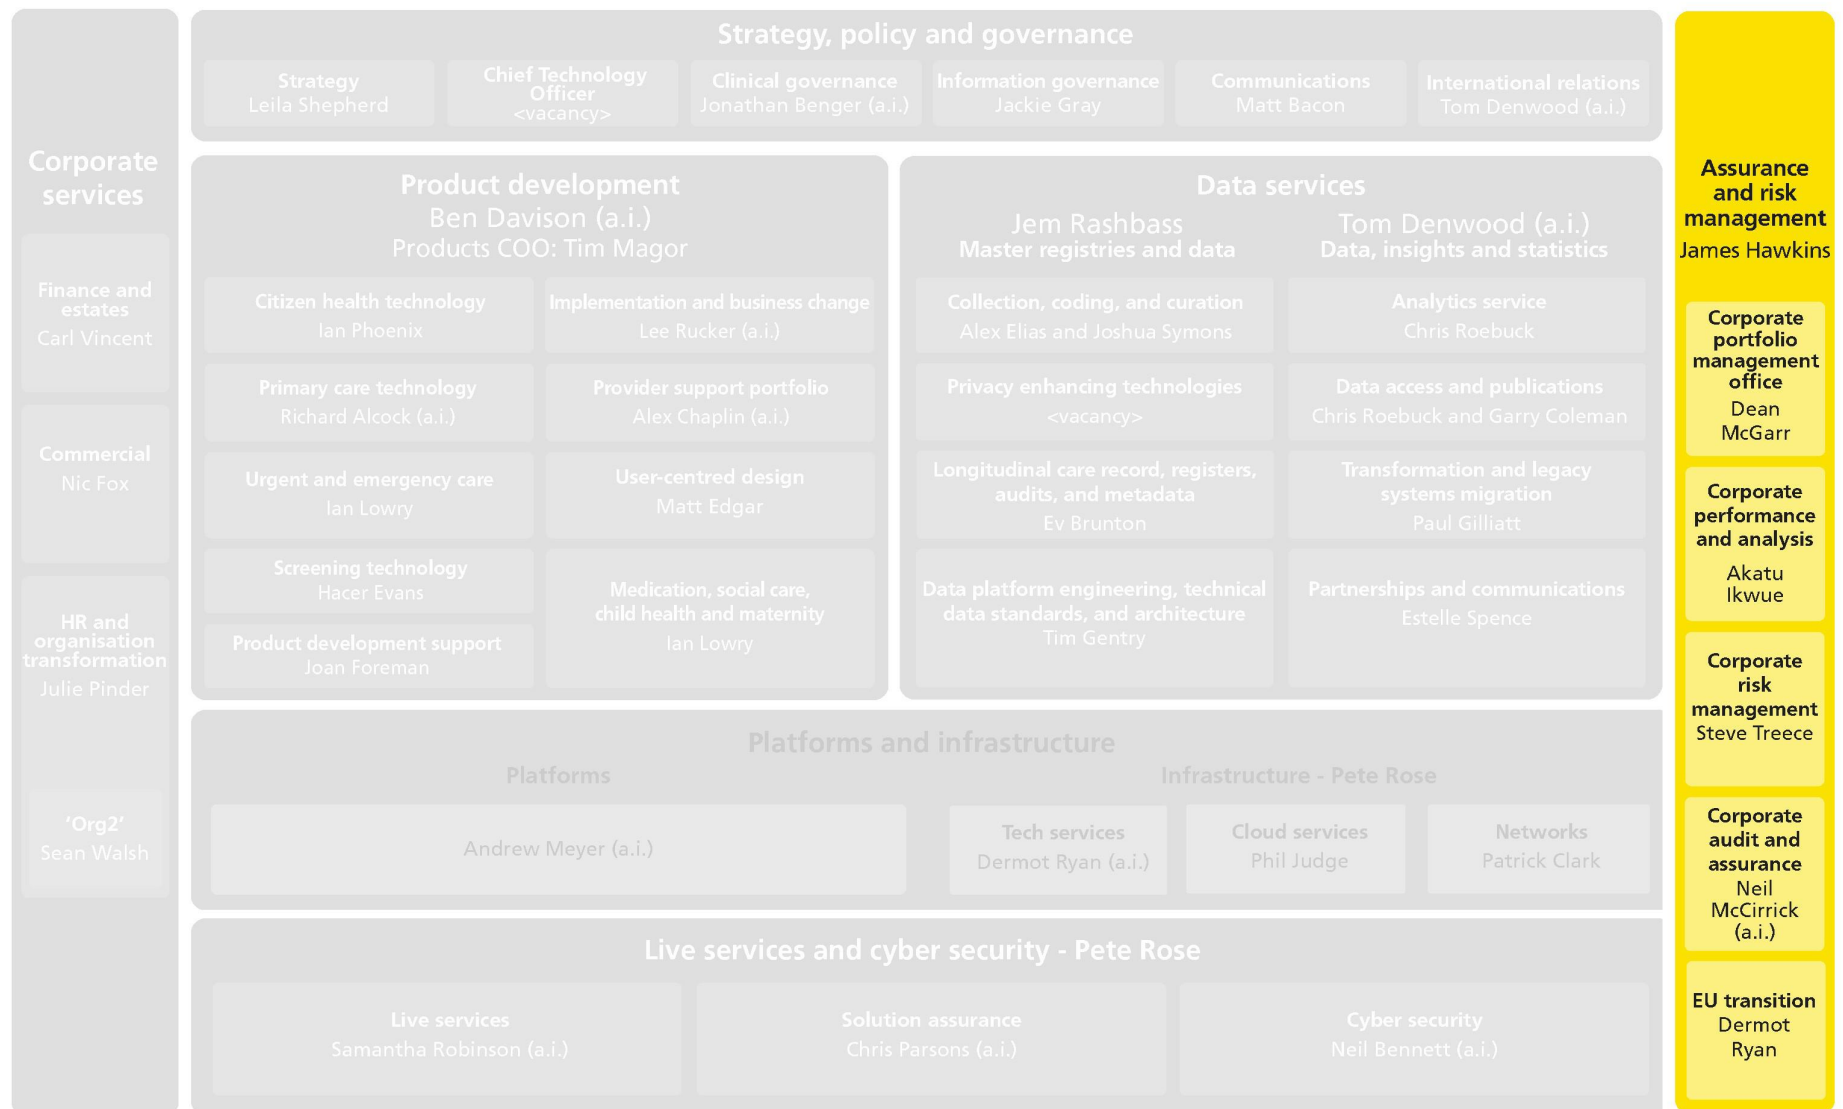 Corporate
services
Finance and
estates
Carl Vincent
Commercial
Nic Fox
HR and
organisation
transformation
Julie Pinder
‘Org2’
Sean Walsh
Strategy, policy and governance
Strategy
Leila Shepherd
Chief Technology
Officer
<vacancy>
Clinical governance
Jonathan Benger (a.i.)
Information governance
Jackie Gray
Communications
Matt Bacon
International relations
Tom Denwood (a.i.)
Product development
Ben Davison (a.i.)
Products COO: Tim Magor
Citizen health technology
Ian Phoenix
Implementation and business change
Lee Rucker (a.i.)
Primary care technology
Richard Alcock (a.i.)
Provider support portfolio
Alex Chaplin (a.i.)
Urgent and emergency care
Ian Lowry
User-centred design
Matt Edgar
Screening technology
Hacer Evans
Product development support
Joan Foreman
Medication, social care,
child health and maternity
Ian Lowry
Data services
Jem Rashbass
Master registries and data
Tom Denwood (a.i.)
Data, insights and statistics
Collection, coding, and curation
Alex Elias and Joshua Symons
Analytics service
Chris Roebuck
Privacy enhancing technologies
<vacancy>
Data access and publications
Chris Roebuck and Garry Coleman
Longitudinal care record, registers,
audits, and metadata
Ev Brunton
Transformation and legacy
systems migration
Paul Gilliatt
Data platform engineering, technical
data standards, and architecture
Tim Gentry
Partnerships and communications
Estelle Spence
Platforms and infrastructure
Platforms
Andrew Meyer (a.i.)
Infrastructure - Pete Rose
Tech services
Dermot Ryan (a.i.)
Cloud services
Phil Judge
Networks
Patrick Clark
Live services and cyber security - Pete Rose
Live services
Samantha Robinson (a.i.)
Solution assurance
Chris Parsons (a.i.)
Cyber security
Neil Bennett (a.i.)
Assurance
and risk
management
James Hawkins
Corporate
portfolio
management
office
Dean
McGarr
Corporate
performance
and analysis
Akatu
Ikwue
Corporate
risk
management
Steve Treece
Corporate
audit and
assurance
Neil
McCirrick
(a.i.)
EU transition
Dermot
Ryan